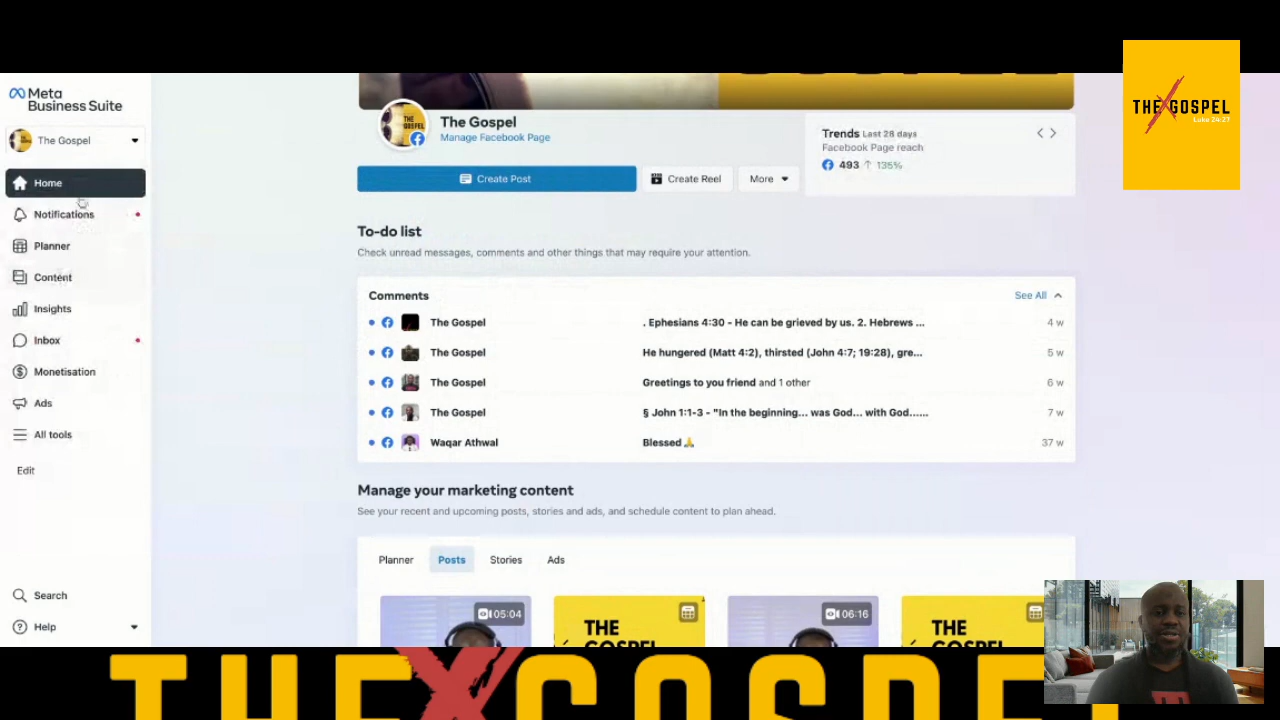 THE GOSPEL
Luke 24:27
Meta
Business Suite
The Gospel
Home
Notifications
Planner
Content
Insights
Inbox
Monetisation
Ads
All tools
Edit
Search
Help
THE
GOSPEL
The Gospel
Manage Facebook Page
Create Post
Create Reel
More
Trends Last 28 days
Facebook Page reach
493 ↑ 135%
To-do list
Check unread messages, comments and other things that may require your attention.
Comments
See All
The Gospel . Ephesians 4:30 - He can be grieved by us. 2. Hebrews ... 4 w
The Gospel He hungered (Matt 4:2), thirsted (John 4:7; 19:28), gre... 5 w
The Gospel Greetings to you friend and 1 other 6 w
The Gospel § John 1:1-3 - "In the beginning... was God... with God...... 7 w
Waqar Athwal Blessed 🙏 37 w
Manage your marketing content
See your recent and upcoming posts, stories and ads, and schedule content to plan ahead.
Planner Posts Stories Ads
05:04
THE
GOSPEL
06:16
THE
GOSPEL
THE GOSPEL